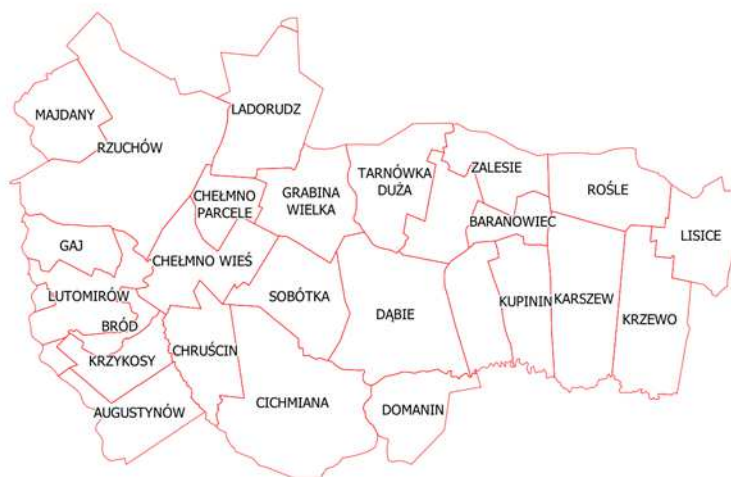 LADORUDZ
MAJDANY
RZUCHÓW
TARNÓWKA
DUŻA
ZALESIE
CHEŁMNO
PARCELE
GRABINA
WIELKA
ROŚLE
BARANOWIEC
LISICE
GAJ
CHEŁMNO WIEŚ
LUTOMIRÓW
SOBÓTKA
KUPININ
KARSZEW
DĄBIE
KRZEWO
BRÓD
CHRUŚCIN
KRZYKOSY
CICHMIANA
DOMANIN
AUGUSTYNÓW